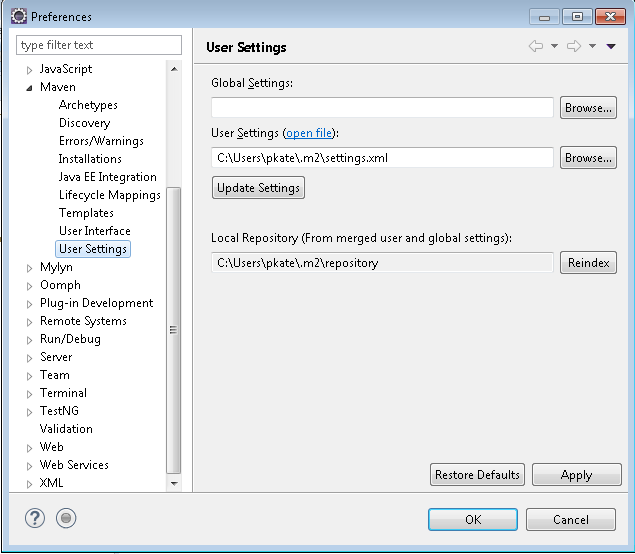 Preferences
type filter text
JavaScript
Maven
Archetypes
Discovery
Errors/Warnings
Installations
Java EE Integration
Lifecycle Mappings
Templates
User Interface
User Settings
Mylyn
Oomph
Plug-in Development
Remote Systems
Run/Debug
Server
Team
Terminal
TestNG
Validation
Web
Web Services
XML
User Settings
Global Settings:
Browse...
User Settings (open file):
C:\Users\pkate\.m2\settings.xml
Browse...
Update Settings
Local Repository (From merged user and global settings):
C:\Users\pkate\.m2\repository
Reindex
Restore Defaults
Apply
OK
Cancel